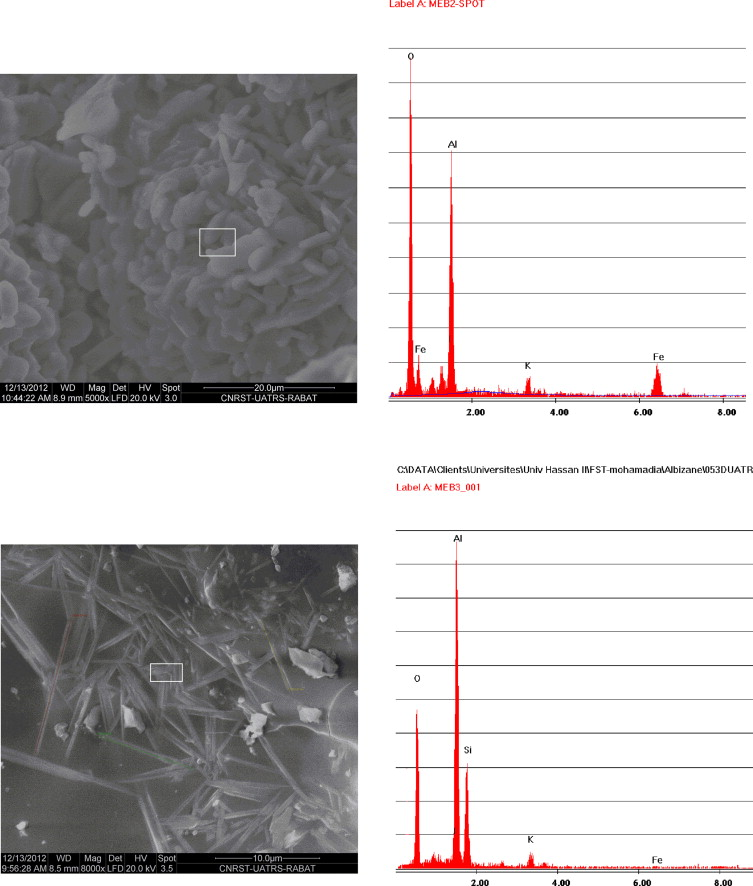 Label A: MEB2-SPOT
O
Al
Fe
K
Fe
2.00 4.00 6.00 8.00
12/13/2012 WD Mag Det HV Spot 20.0µm
10:44:22 AM 8.9 mm 5000x LFD 20.0 kV 3.0 CNRST-UATRS-RABAT
C:\DATA\Clients\Universites\Univ Hassan II\FST-mohamadia\Albizane\053DUATR
Label A: MEB3_001
Al
O
Si
K
Fe
2.00 4.00 6.00 8.00
12/13/2012 WD Mag Det HV Spot 10.0µm
9:56:28 AM 8.5 mm 8000x LFD 20.0 kV 3.5 CNRST-UATRS-RABAT